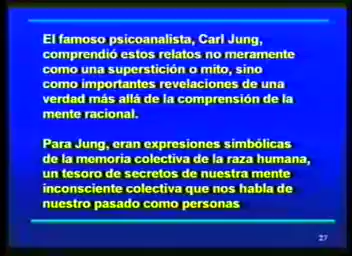 El famoso psicoanalista, Carl Jung,
comprendió estos relatos no meramente
como una superstición o mito, sino
como importantes revelaciones de una
verdad más allá de la comprensión de la
mente racional.
Para Jung, eran expresiones simbólicas
de la memoria colectiva de la raza humana,
un tesoro de secretos de nuestra mente
inconsciente colectiva que nos habla de
nuestro pasado como personas
27